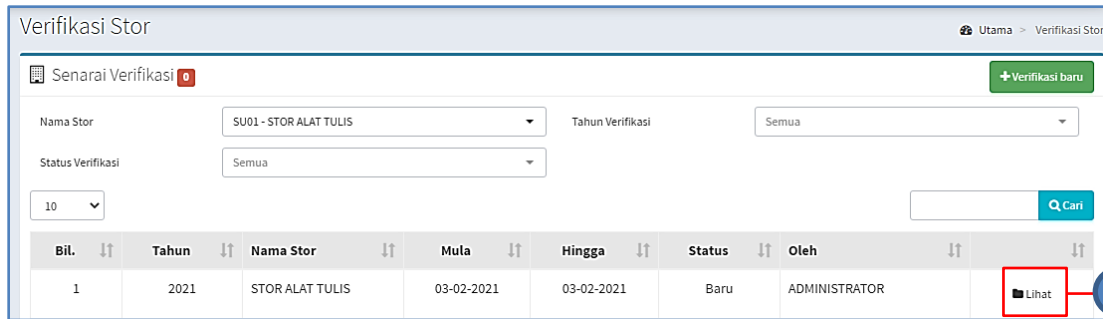 Verifikasi Stor
Utama > Verifikasi Stor
Senarai Verifikasi 0
+Verifikasi baru
Nama Stor SU01 - STOR ALAT TULIS Tahun Verifikasi Semua
Status Verifikasi Semua
10 Cari
Bil. Tahun Nama Stor Mula Hingga Status Oleh
1 2021 STOR ALAT TULIS 03-02-2021 03-02-2021 Baru ADMINISTRATOR Lihat